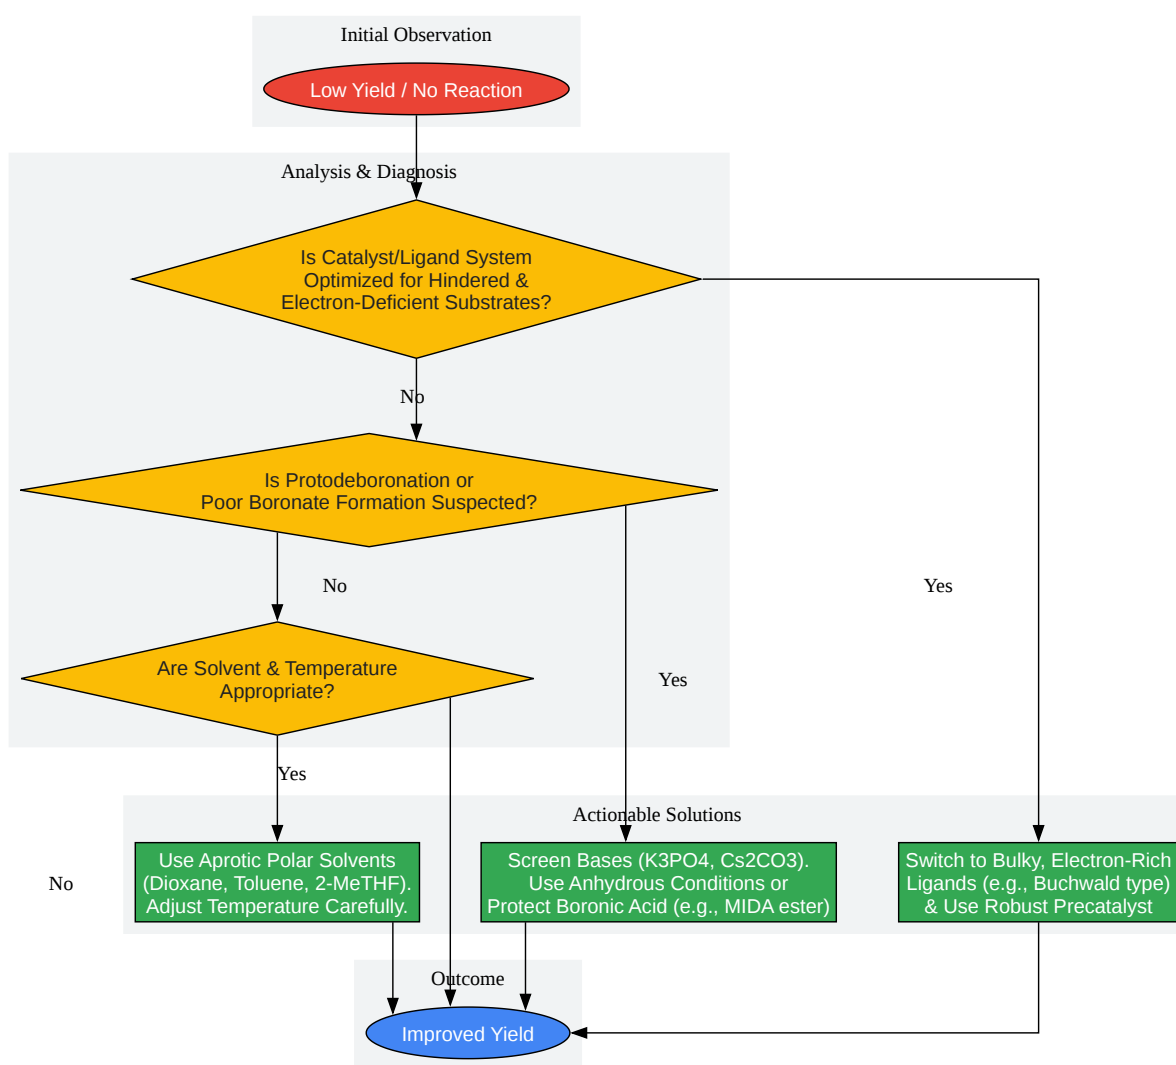 Initial Observation
Low Yield / No Reaction
Analysis & Diagnosis
Is Catalyst/Ligand System
Optimized for Hindered &
Electron-Deficient Substrates?
No
Is Protodeboronation or
Poor Boronate Formation Suspected?
No
Yes
Are Solvent & Temperature
Appropriate?
Yes
Yes
Actionable Solutions
Use Aprotic Polar Solvents
(Dioxane, Toluene, 2-MeTHF).
Adjust Temperature Carefully.
Screen Bases (K3PO4, Cs2CO3).
Use Anhydrous Conditions or
Protect Boronic Acid (e.g., MIDA ester)
Switch to Bulky, Electron-Rich
Ligands (e.g., Buchwald type)
& Use Robust Precatalyst
No
Outcome
Improved Yield